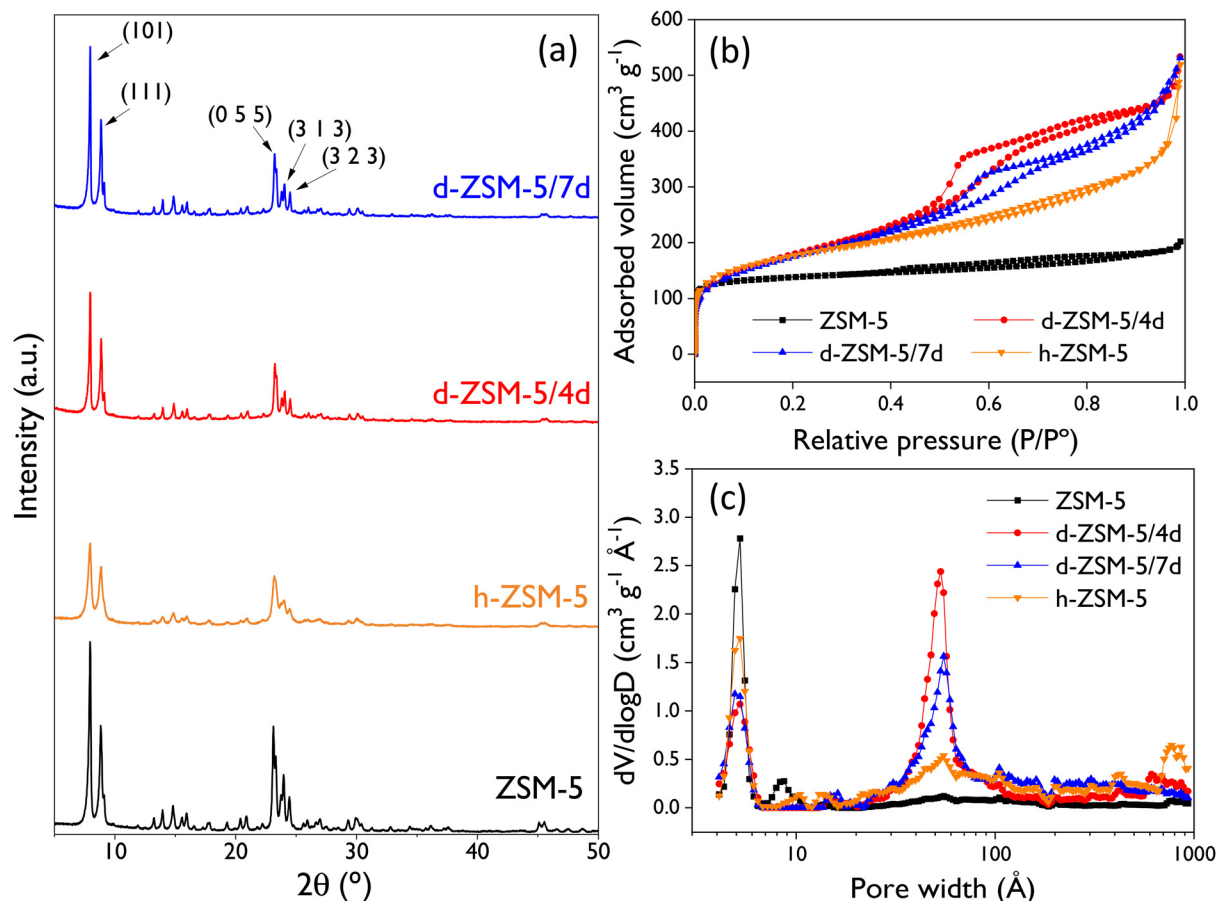 (a)
(101)
(111)
(0 5 5)
(3 1 3)
(3 2 3)
d-ZSM-5/7d
d-ZSM-5/4d
h-ZSM-5
ZSM-5
Intensity (a.u.)
10 20 30 40 50
2θ (º)
(b)
Adsorbed volume (cm³ g⁻¹)
600
500
400
300
200
100
0
ZSM-5 d-ZSM-5/4d
d-ZSM-5/7d h-ZSM-5
0.0 0.2 0.4 0.6 0.8 1.0
Relative pressure (P/Pº)
(c)
dV/dlogD (cm³ g⁻¹ Å⁻¹)
3.5
3.0
2.5
2.0
1.5
1.0
0.5
0.0
ZSM-5
d-ZSM-5/4d
d-ZSM-5/7d
h-ZSM-5
10 100 1000
Pore width (Å)